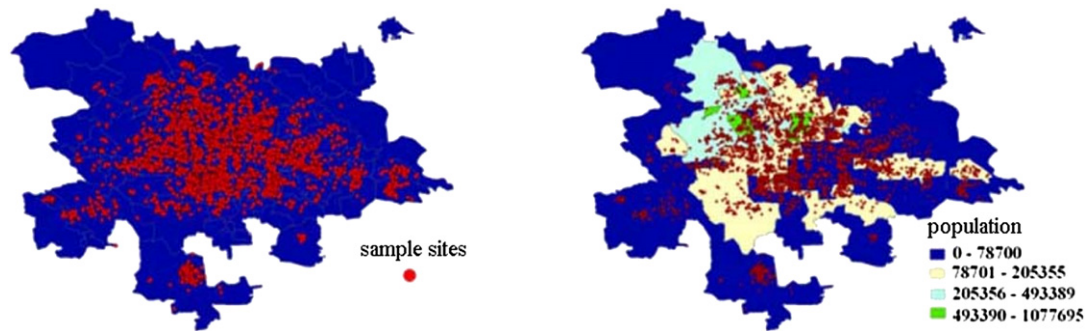 sample sites
population
0 - 78700
78701 - 205355
205356 - 493389
493390 - 1077695